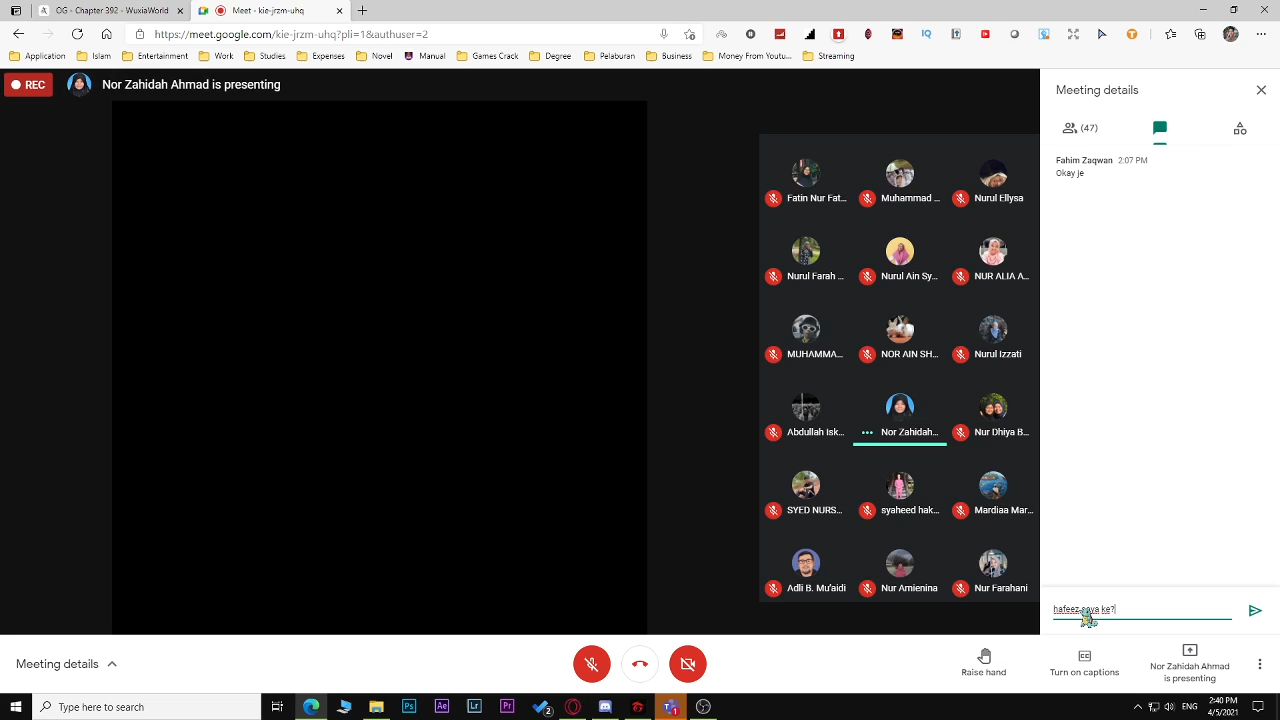 OG - Chapter 392 - WuxiaWorld
Meet - kie-jrzm-uhq
https://meet.google.com/kie-jrzm-uhq?pli=1&authuser=2
Application
Islam
Entertainment
Work
Studies
Expenses
Novel
Manual
Games Crack
Degree
Pelaburan
Business
Money From Youtu...
Streaming
REC
Nor Zahidah Ahmad is presenting
Meeting details
(47)
Fahim Zaqwan 2:07 PM
Okay je
Fatin Nur Fat...
Muhammad ...
Nurul Ellysa
Nurul Farah ...
Nurul Ain Sy...
NUR ALIA A...
MUHAMMA...
NOR AIN SH...
Nurul Izzati
Abdullah Isk...
Nor Zahidah...
Nur Dhiya B...
SYED NURS...
syaheed hak...
Mardiaa Mar...
Adli B. Mu'aidi
Nur Amienina
Nur Farahani
hafeez saya ke?
Meeting details
Raise hand
Turn on captions
Nor Zahidah Ahmad
is presenting
Type here to search
ENG
2:40 PM
4/5/2021